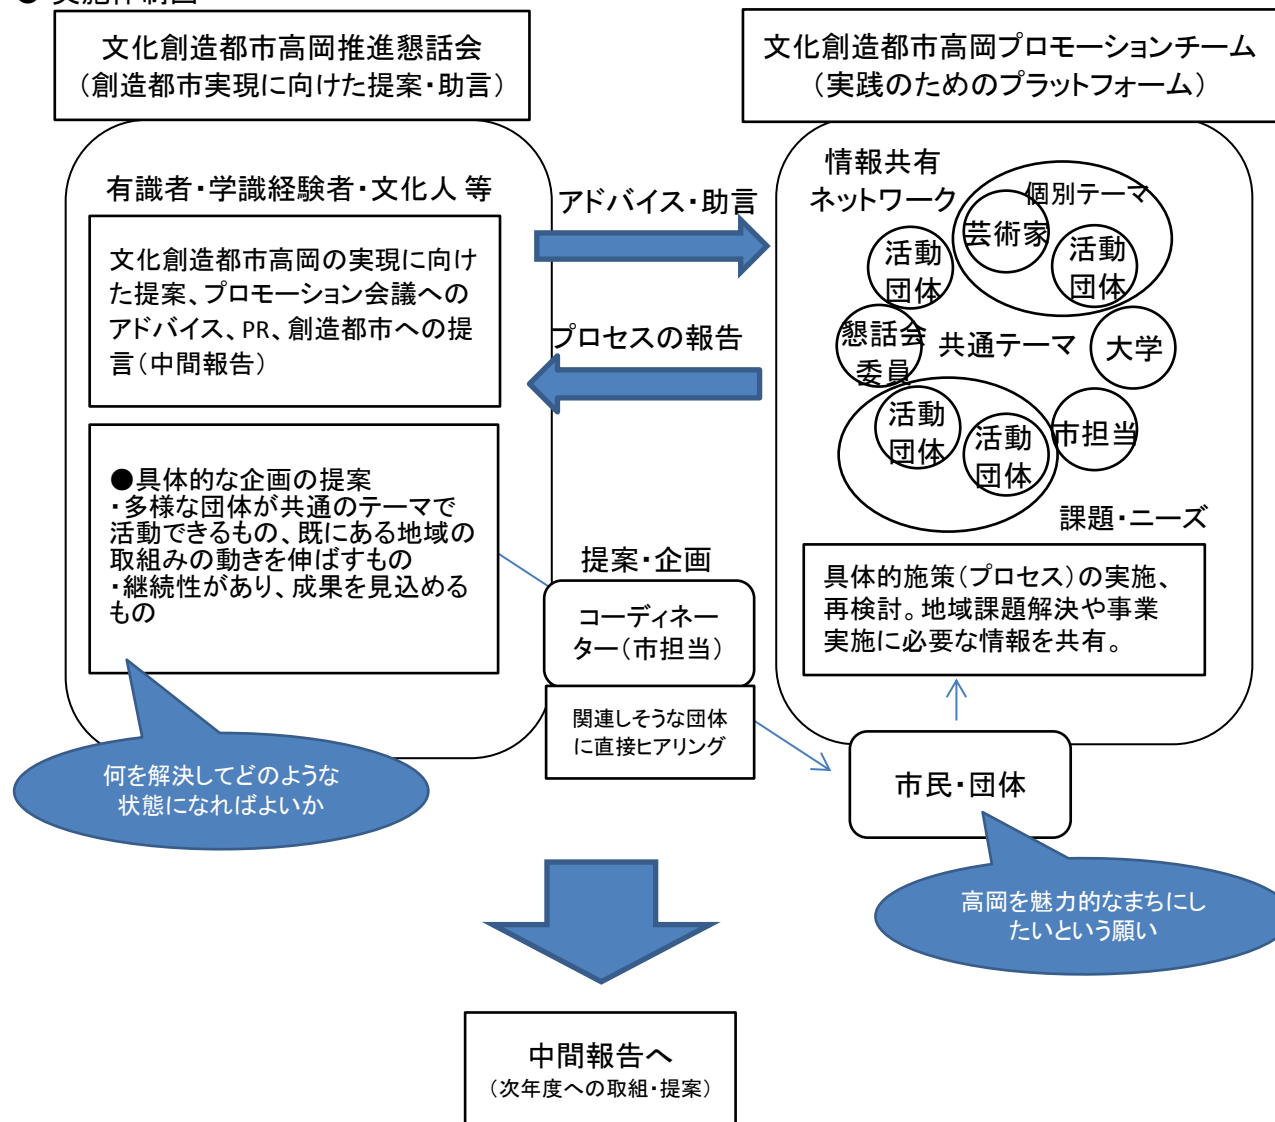 ● 実施体制図
文化創造都市高岡推進懇話会
（創造都市実現に向けた提案・助言）
有識者・学識経験者・文化人 等
文化創造都市高岡の実現に向け
た提案、プロモーション会議への
アドバイス、PR、創造都市への提
言（中間報告）
●具体的な企画の提案
・多様な団体が共通のテーマで
活動できるもの、既にある地域の
取組みの動きを伸ばすもの
・継続性があり、成果を見込める
もの
何を解決してどのような
状態になればよいか
アドバイス・助言
プロセスの報告
提案・企画
コーディネー
ター（市担当）
関連しそうな団体
に直接ヒアリング
文化創造都市高岡プロモーションチーム
（実践のためのプラットフォーム）
情報共有
ネットワーク
個別テーマ
芸術家
活動
団体
活動
団体
懇話会
委員
共通テーマ
大学
活動
団体
活動
団体
市担当
課題・ニーズ
具体的施策（プロセス）の実施、
再検討。地域課題解決や事業
実施に必要な情報を共有。
市民・団体
高岡を魅力的なまちにし
たいという願い
中間報告へ
（次年度への取組・提案）